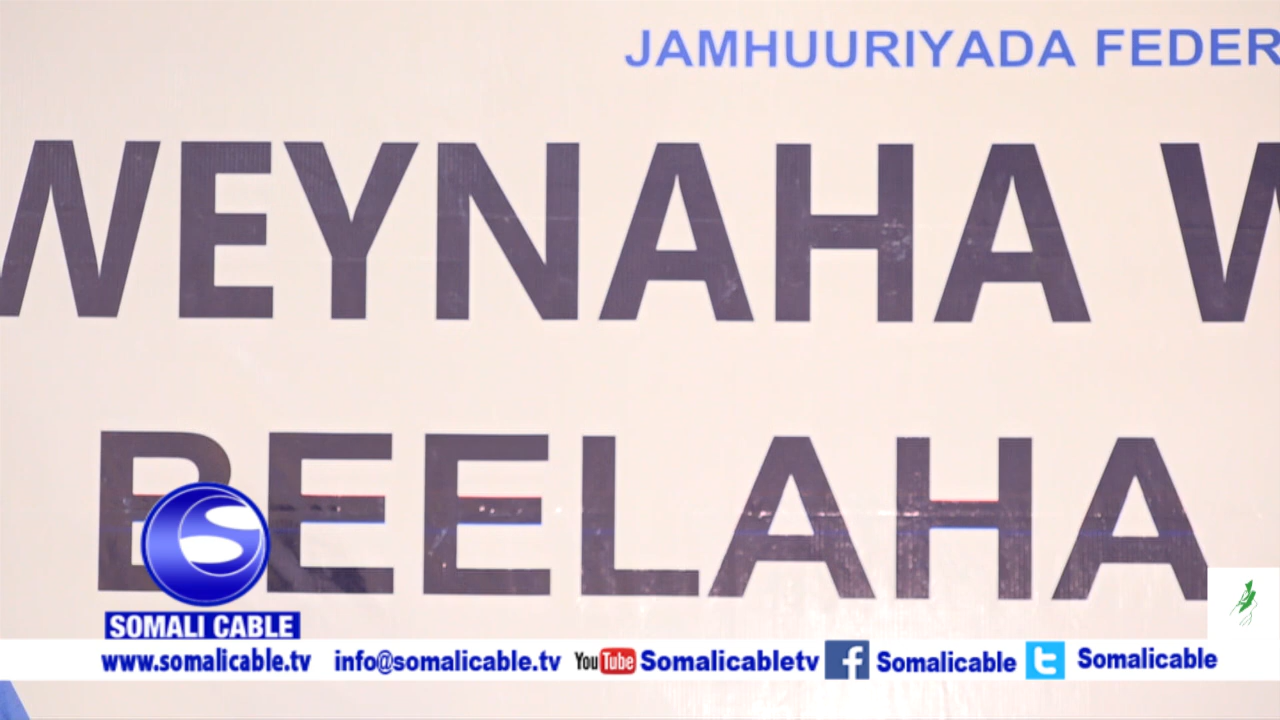 JAMHUURIYADA FEDER
WEYNAHA W
BEELAHA
SOMALI CABLE
www.somalicable.tv info@somalicable.tv YouTube Somalicabletv f Somalicable t Somalicable